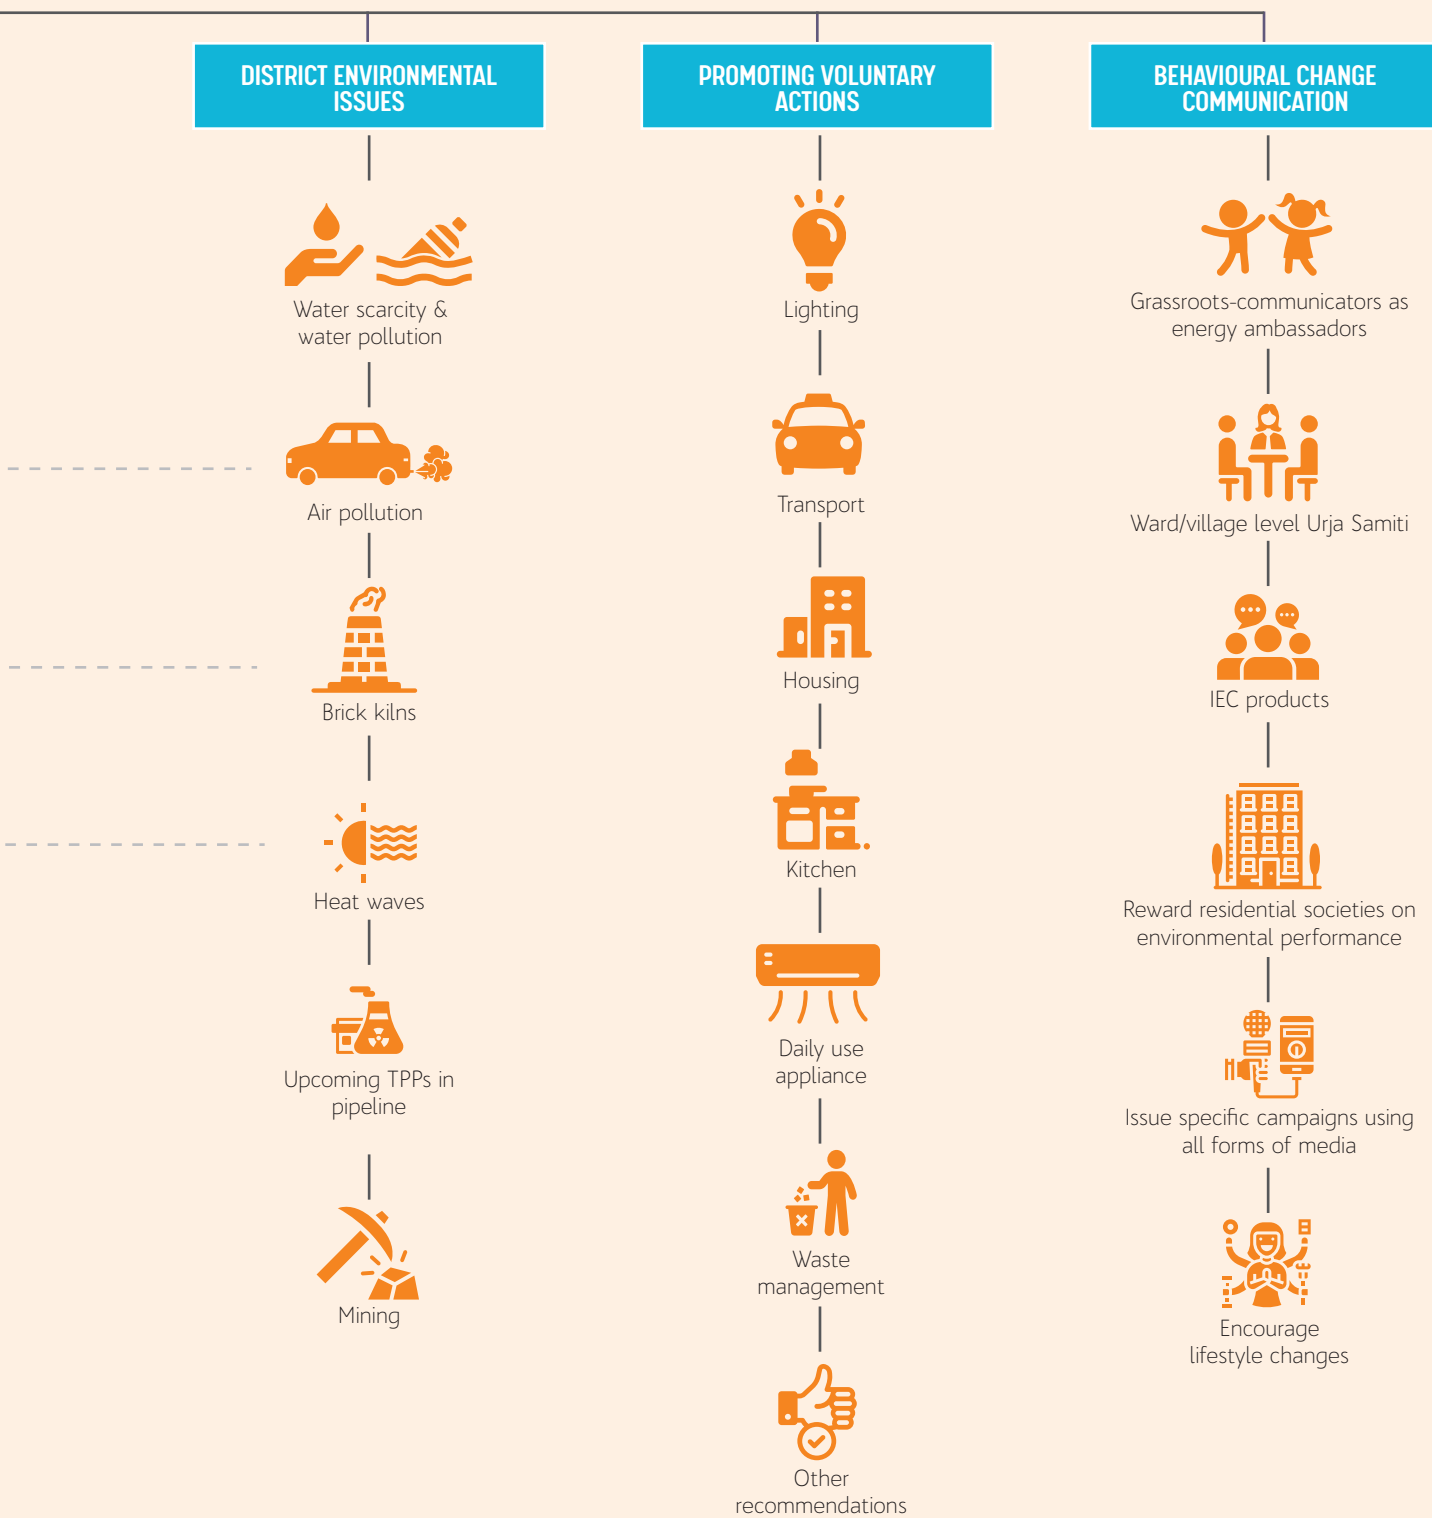 DISTRICT ENVIRONMENTAL
ISSUES
Water scarcity &
water pollution
Air pollution
Brick kilns
Heat waves
Upcoming TPPs in
pipeline
Mining
PROMOTING VOLUNTARY
ACTIONS
Lighting
Transport
Housing
Kitchen
Daily use
appliance
Waste
management
Other
recommendations
BEHAVIOURAL CHANGE
COMMUNICATION
Grassroots-communicators as
energy ambassadors
Ward/village level Urja Samiti
IEC products
Reward residential societies on
environmental performance
Issue specific campaigns using
all forms of media
Encourage
lifestyle changes